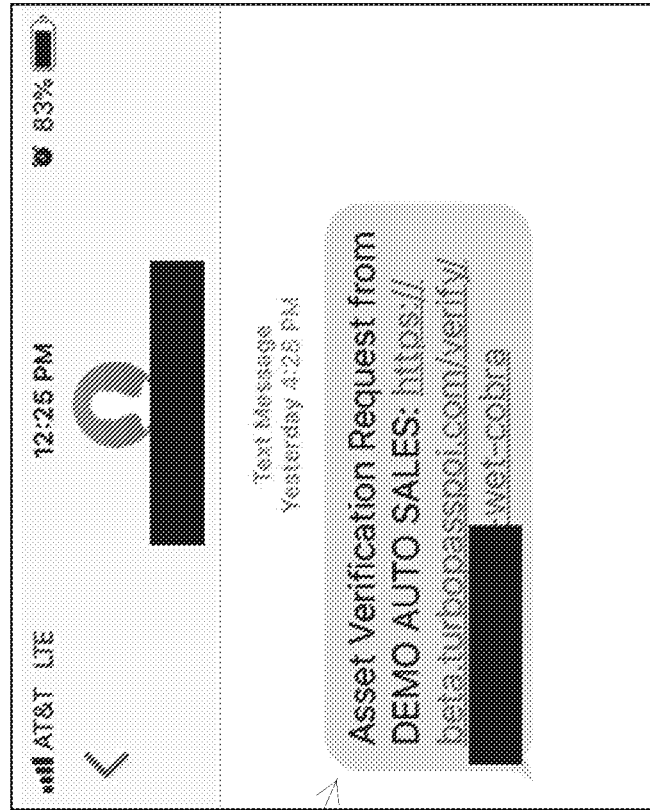 AT&T LTE 12:25 PM 83%
Text Message
Yesterday 4:25 PM
Asset Verification Request from
DEMO AUTO SALES: https://
beta.turbopasspoi.com/verify/
-wet-cobra